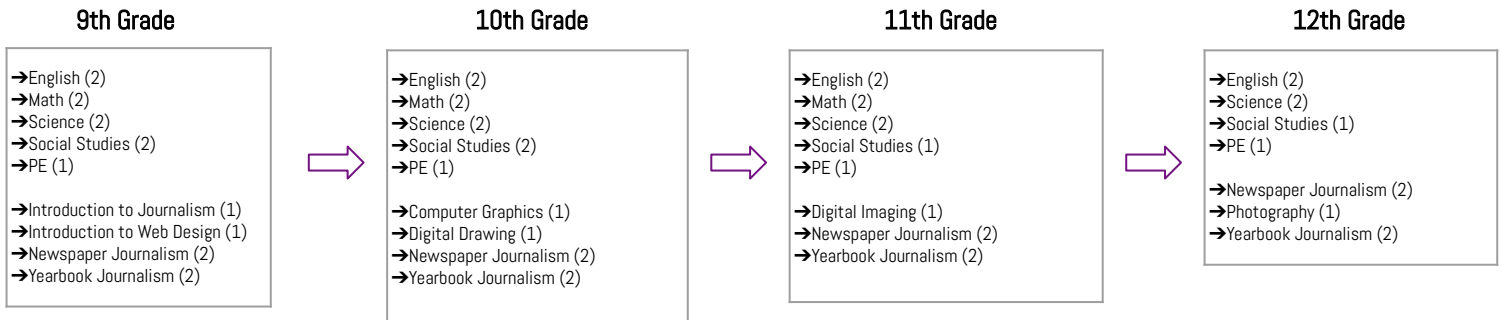 9th Grade
➔English (2)
➔Math (2)
➔Science (2)
➔Social Studies (2)
➔PE (1)
➔Introduction to Journalism (1)
➔Introduction to Web Design (1)
➔Newspaper Journalism (2)
➔Yearbook Journalism (2)
10th Grade
➔English (2)
➔Math (2)
➔Science (2)
➔Social Studies (2)
➔PE (1)
➔Computer Graphics (1)
➔Digital Drawing (1)
➔Newspaper Journalism (2)
➔Yearbook Journalism (2)
11th Grade
➔English (2)
➔Math (2)
➔Science (2)
➔Social Studies (1)
➔PE (1)
➔Digital Imaging (1)
➔Newspaper Journalism (2)
➔Yearbook Journalism (2)
12th Grade
➔English (2)
➔Science (2)
➔Social Studies (1)
➔PE (1)
➔Newspaper Journalism (2)
➔Photography (1)
➔Yearbook Journalism (2)